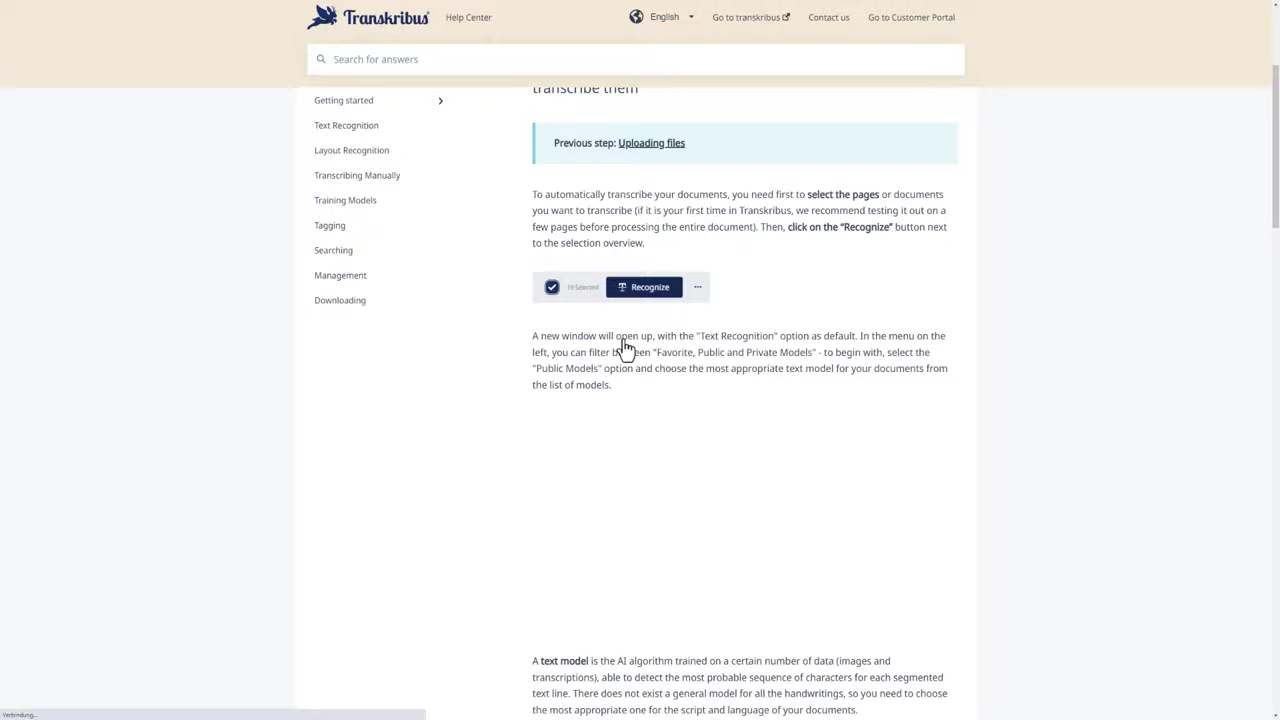 Transkribus®
Help Center
English
Go to transkribus
Contact us
Go to Customer Portal
Search for answers
transcribe them
Getting started
Text Recognition
Layout Recognition
Transcribing Manually
Training Models
Tagging
Searching
Management
Downloading
Previous step: Uploading files
To automatically transcribe your documents, you need first to select the pages or documents
you want to transcribe (if it is your first time in Transkribus, we recommend testing it out on a
few pages before processing the entire document). Then, click on the “Recognize” button next
to the selection overview.
Selected
Recognize
A new window will open up, with the "Text Recognition" option as default. In the menu on the
left, you can filter between "Favorite, Public and Private Models" - to begin with, select the
"Public Models" option and choose the most appropriate text model for your documents from
the list of models.
A text model is the AI algorithm trained on a certain number of data (images and
transcriptions), able to detect the most probable sequence of characters for each segmented
text line. There does not exist a general model for all the handwritings, so you need to choose
the most appropriate one for the script and language of your documents.
Verbindung...